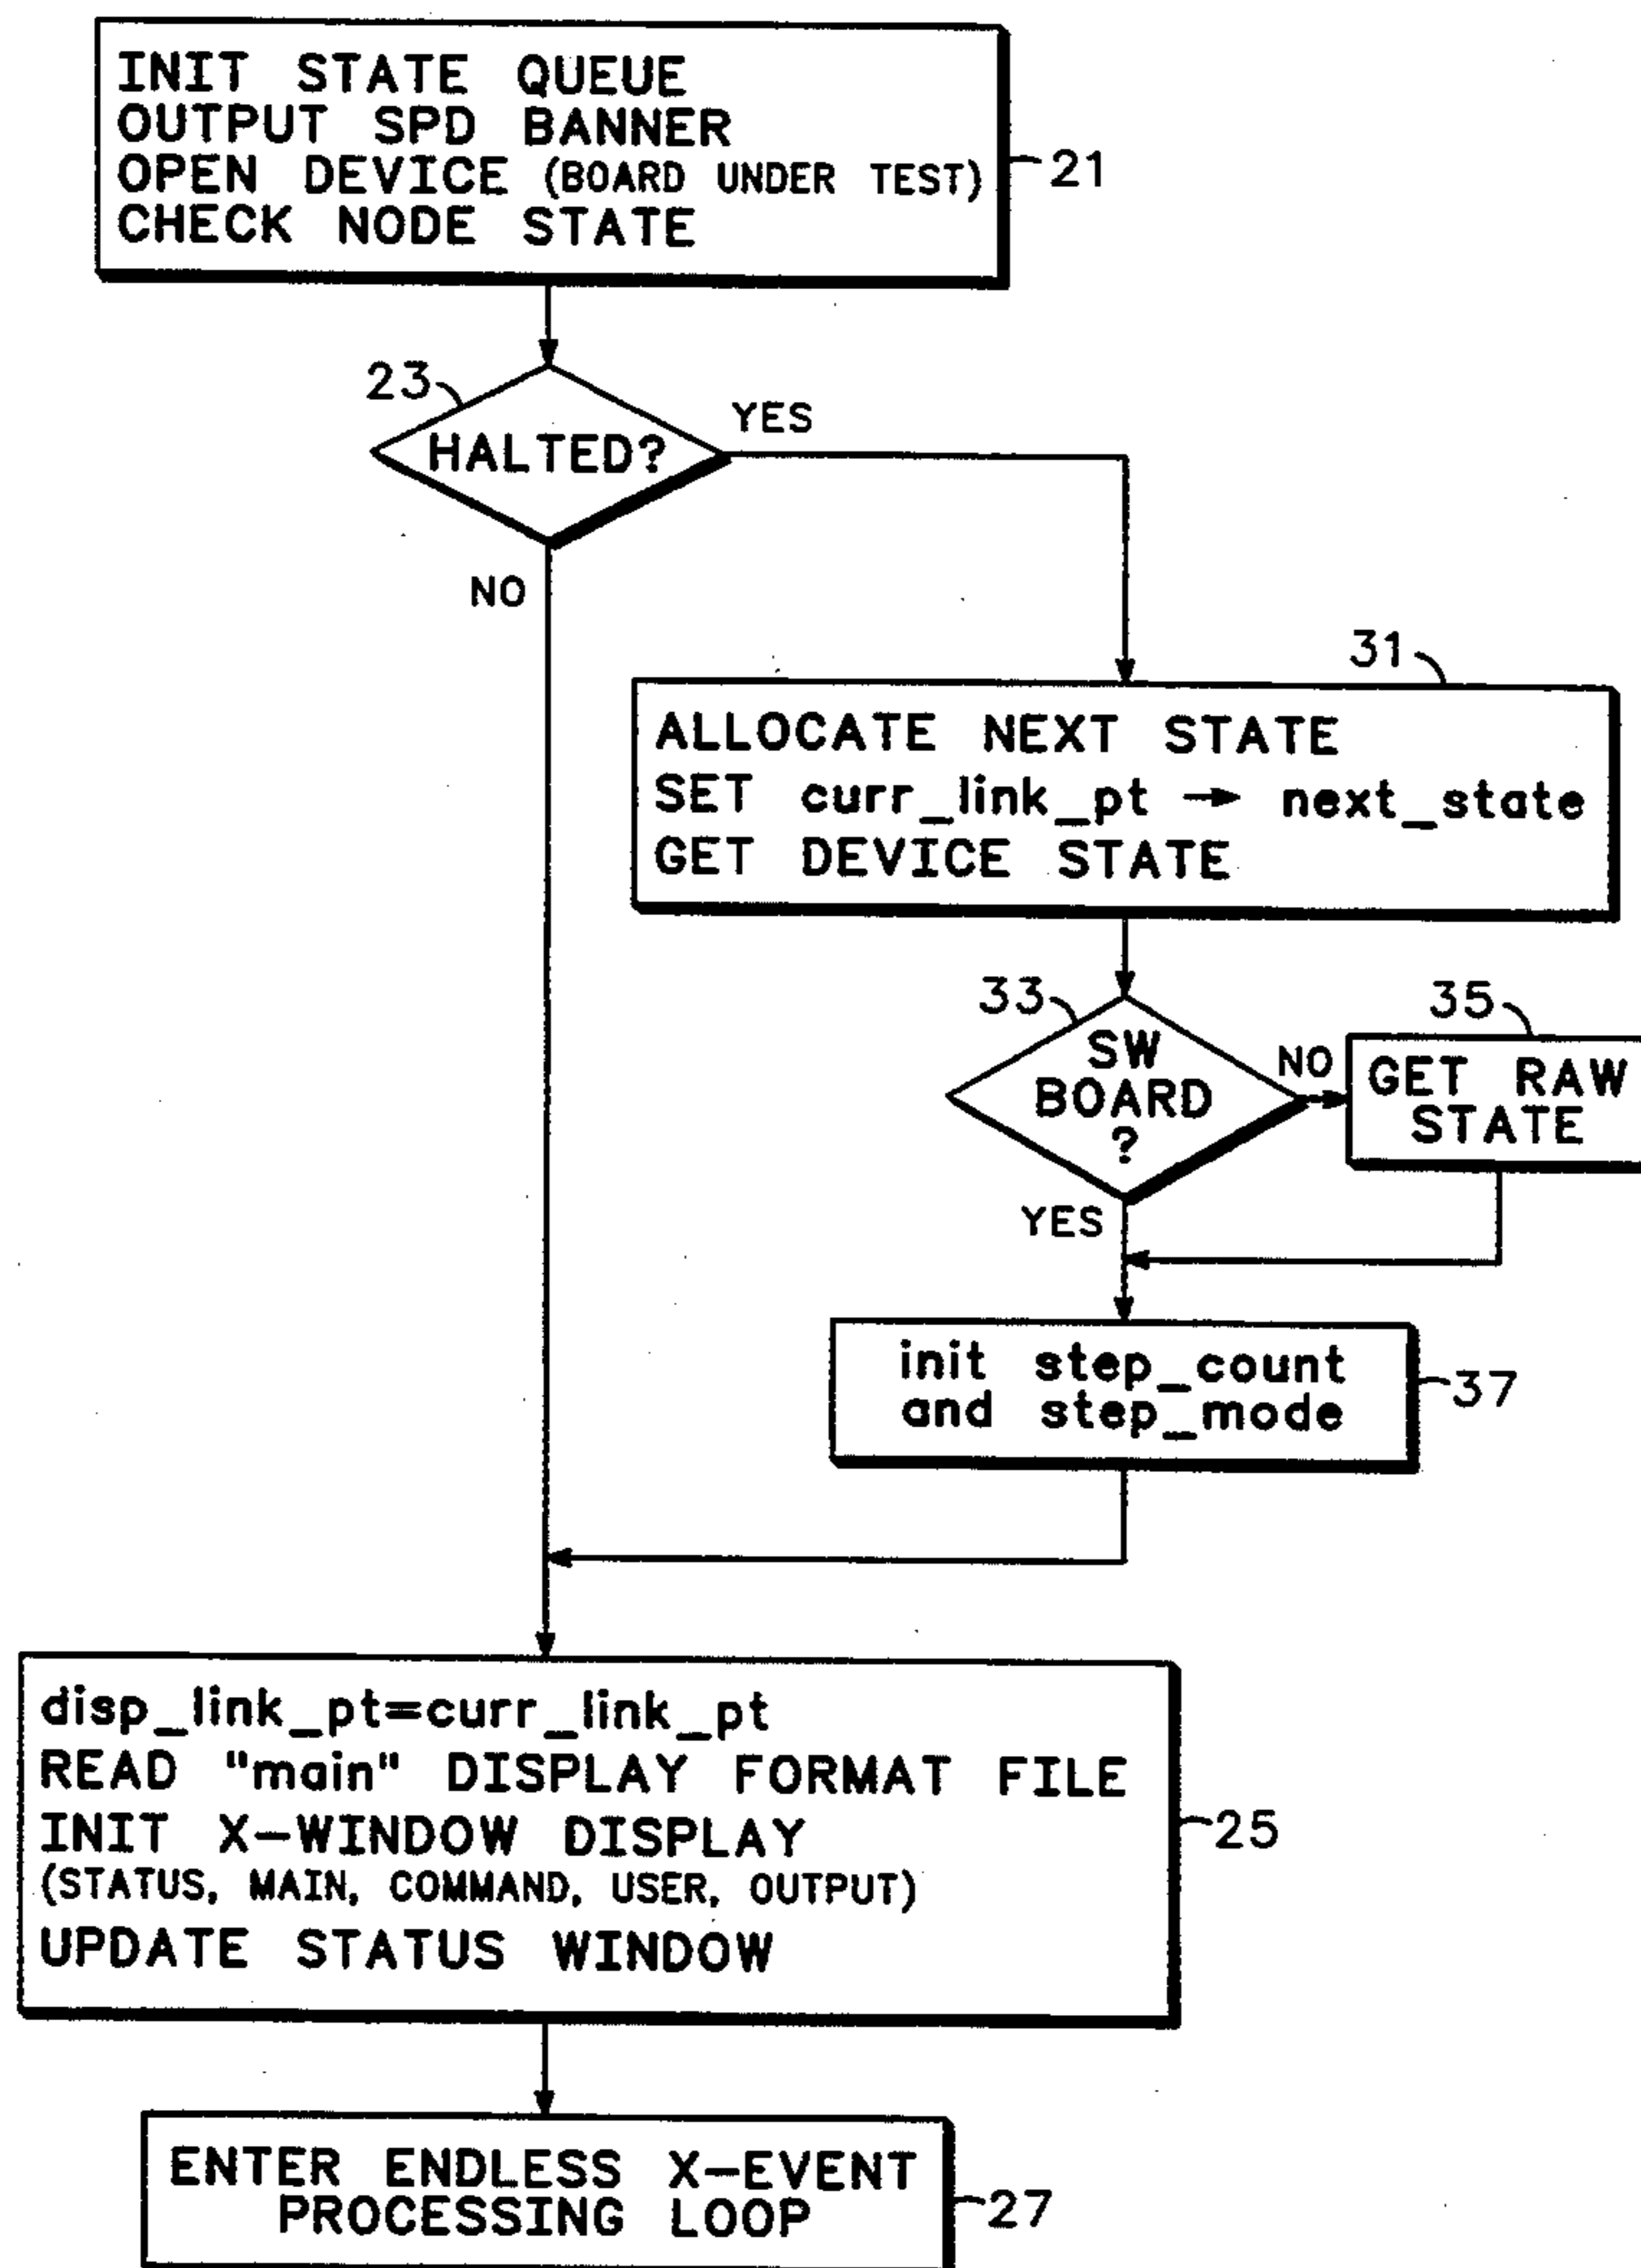 INIT STATE QUEUE
OUTPUT SPD BANNER
OPEN DEVICE (BOARD UNDER TEST)
CHECK NODE STATE
21
23
HALTED?
YES
NO
31
ALLOCATE NEXT STATE
SET curr_link_pt → next_state
GET DEVICE STATE
33
SW
BOARD
?
NO
35
GET RAW
STATE
YES
init step_count
and step_mode
37
disp_link_pt=curr_link_pt
READ "main" DISPLAY FORMAT FILE
INIT X-WINDOW DISPLAY
(STATUS, MAIN, COMMAND, USER, OUTPUT)
UPDATE STATUS WINDOW
25
ENTER ENDLESS X-EVENT
PROCESSING LOOP
27